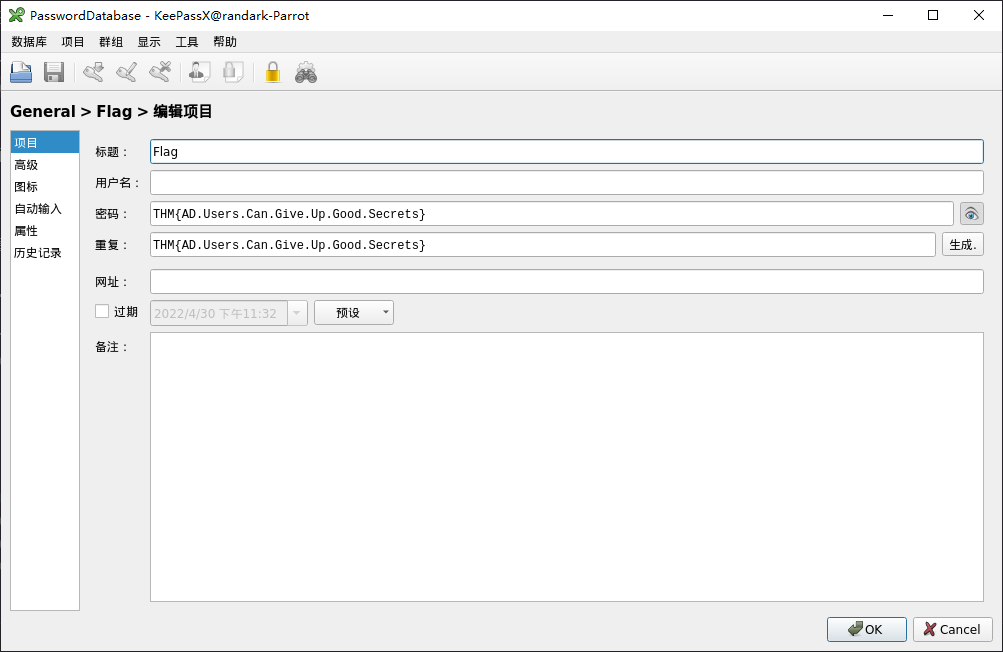 PasswordDatabase - KeePassX@randark-Parrot
数据库 项目 群组 显示 工具 帮助
General > Flag > 编辑项目
项目
高级
图标
自动输入
属性
历史记录
标题：
Flag
用户名：
密码：
THM{AD.Users.Can.Give.Up.Good.Secrets}
重复：
THM{AD.Users.Can.Give.Up.Good.Secrets}
生成.
网址：
过期
2022/4/30 下午11:32
预设
备注：
OK
Cancel